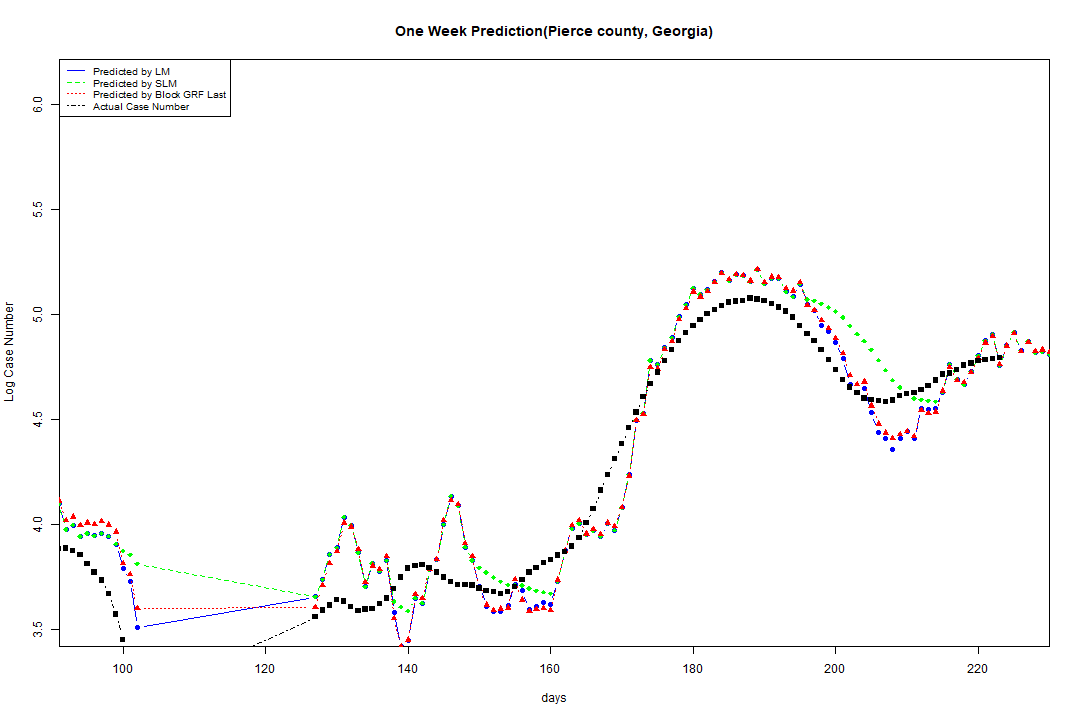 One Week Prediction(Pierce county, Georgia)
Predicted by LM
Predicted by SLM
Predicted by Block GRF Last
Actual Case Number
6.0
5.5
5.0
4.5
4.0
3.5
Log Case Number
100 120 140 160 180 200 220
days